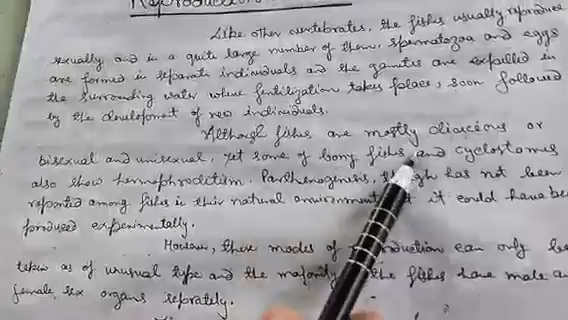 Reproduction
Like other vertebrates, the fishes usually reproduce
sexually and in a quite large number of them, spermatozoa and eggs
are formed in separate individuals and the gametes are expelled in
the surrounding water where fertilization takes place, soon followed
by the development of new individuals.
Although fishes are mostly dioecious or
bisexual and unisexual, yet some of bony fishes and cyclostomes
also show hermophroditism. Parthenogenesis, has not been
reported among fishes in their natural it could have be
produced experimentally.
However, these modes of can only be
taken as of unusual type and the majority the fishes have male a
female sex organs seprately.